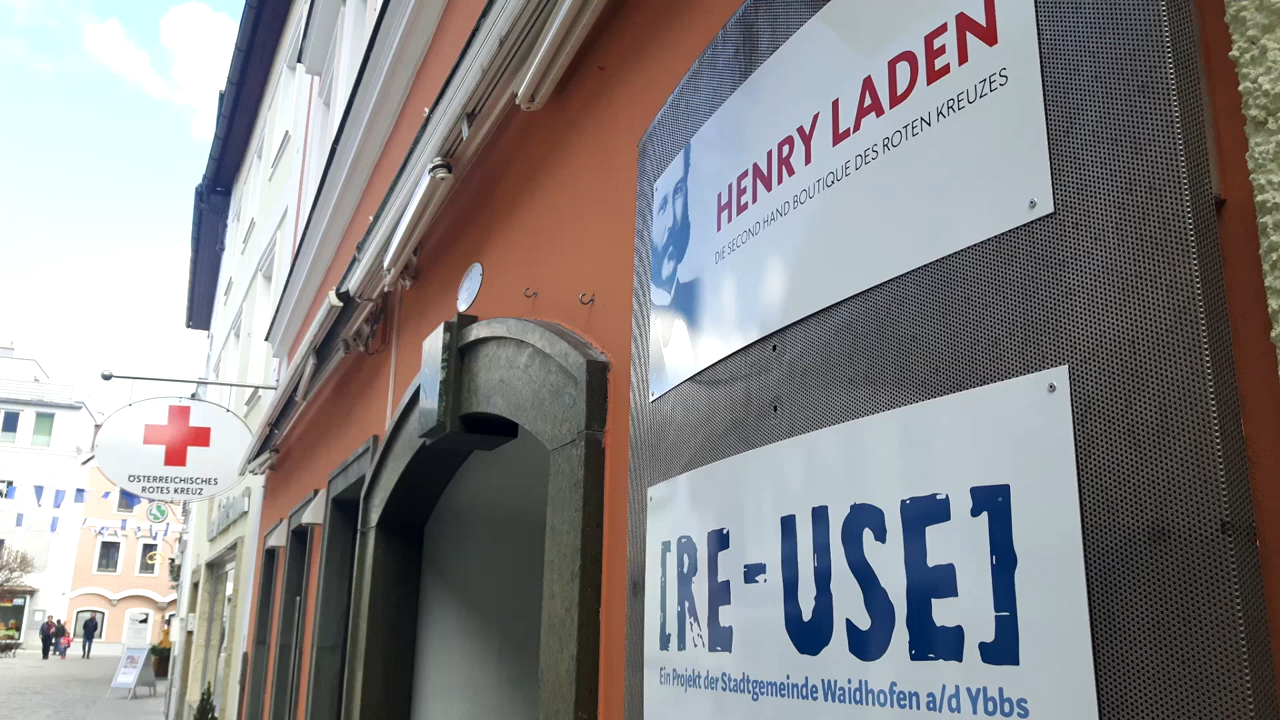 HENRY LADEN
DIE SECOND HAND BOUTIQUE DES ROTEN KREUZES
[RE-USE]
Ein Projekt der Stadtgemeinde Waidhofen a/d Ybbs
ÖSTERREICHISCHES
ROTES KREUZ